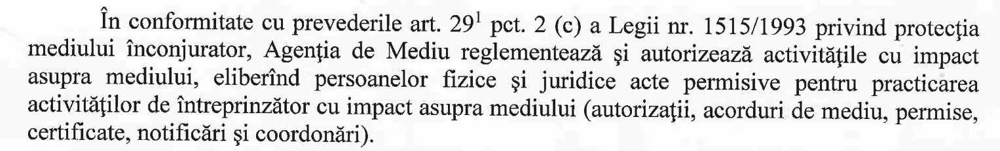 În conformitate cu prevederile art. 29¹ pct. 2 (c) a Legii nr. 1515/1993 privind protecţia
mediului înconjurator, Agenţia de Mediu reglementează şi autorizează activităţile cu impact
asupra mediului, eliberînd persoanelor fizice şi juridice acte permisive pentru practicarea
activităţilor de întreprinzător cu impact asupra mediului (autorizaţii, acorduri de mediu, permise,
certificate, notificări şi coordonări).